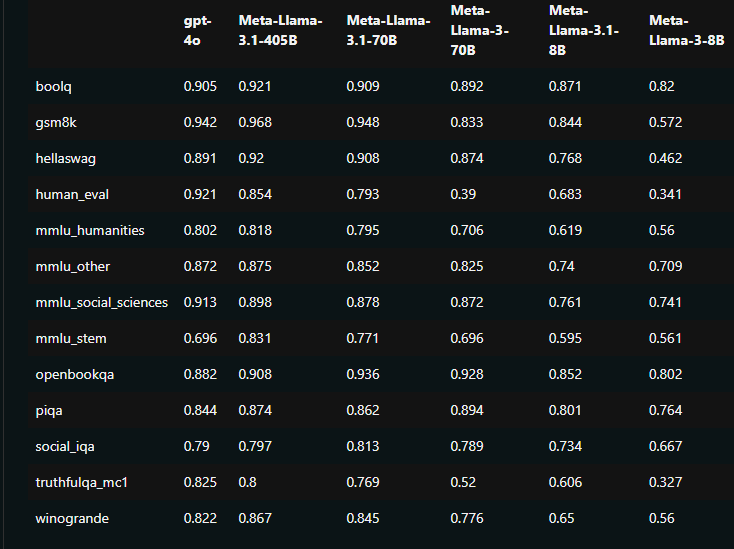 gpt-4o Meta-Llama-3.1-405B Meta-Llama-3.1-70B Meta-Llama-3-70B Meta-Llama-3.1-8B Meta-Llama-3-8B
boolq 0.905 0.921 0.909 0.892 0.871 0.82
gsm8k 0.942 0.968 0.948 0.833 0.844 0.572
hellaswag 0.891 0.92 0.908 0.874 0.768 0.462
human_eval 0.921 0.854 0.793 0.39 0.683 0.341
mmlu_humanities 0.802 0.818 0.795 0.706 0.619 0.56
mmlu_other 0.872 0.875 0.852 0.825 0.74 0.709
mmlu_social_sciences 0.913 0.898 0.878 0.872 0.761 0.741
mmlu_stem 0.696 0.831 0.771 0.696 0.595 0.561
openbookqa 0.882 0.908 0.936 0.928 0.852 0.802
piqa 0.844 0.874 0.862 0.894 0.801 0.764
social_iqa 0.79 0.797 0.813 0.789 0.734 0.667
truthfulqa_mc1 0.825 0.8 0.769 0.52 0.606 0.327
winogrande 0.822 0.867 0.845 0.776 0.65 0.56